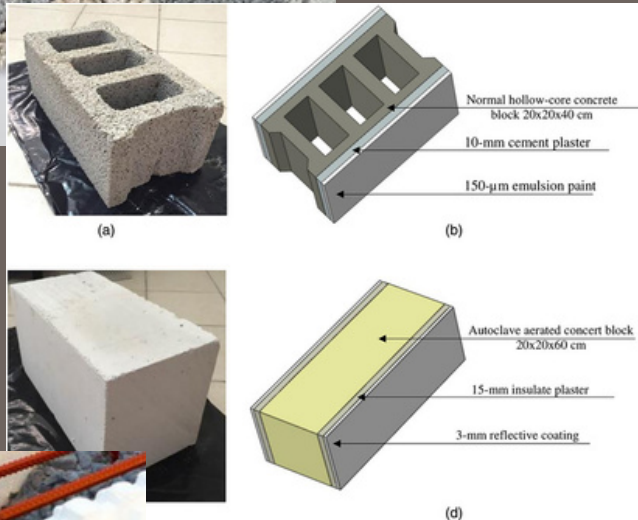 Normal hollow-core concrete
block 20x20x40 cm
10-mm cement plaster
150-µm emulsion paint
(a)
(b)
Autoclave aerated concert block
20x20x60 cm
15-mm insulate plaster
3-mm reflective coating
(d)